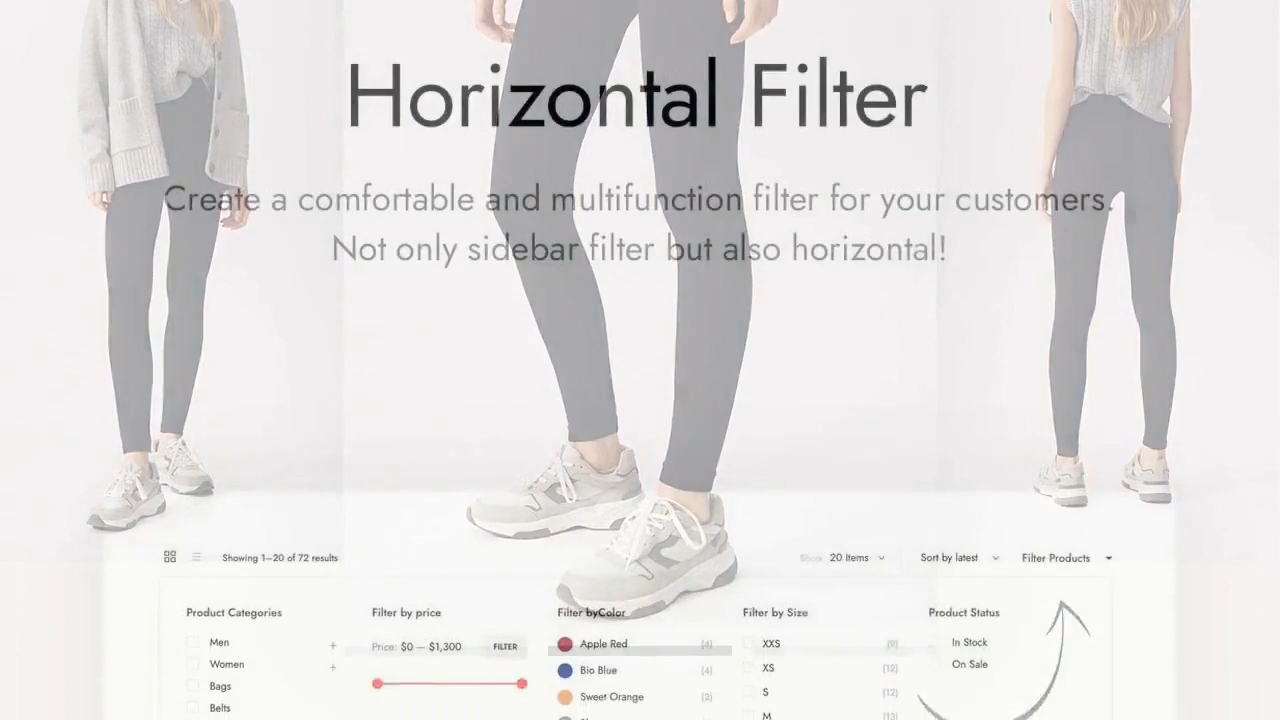 Horizontal Filter
Create a comfortable and multifunction filter for your customers.
Not only sidebar filter but also horizontal!
Showing 1–20 of 72 results
Show 20 Items
Sort by latest
Filter Products
Product Categories
Men +
Women +
Bags
Belts
Filter by price
Price: $0 — $1,300
FILTER
Filter byColor
Apple Red [4]
Bio Blue [4]
Sweet Orange [2]
Filter by Size
XXS [9]
XS [12]
S [12]
M [13]
Product Status
In Stock
On Sale